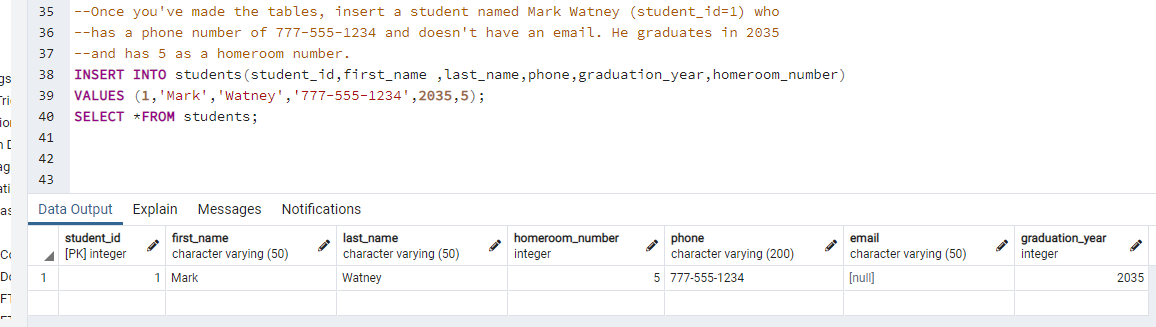 35 --Once you've made the tables, insert a student named Mark Watney (student_id=1) who
36 --has a phone number of 777-555-1234 and doesn't have an email. He graduates in 2035
37 --and has 5 as a homeroom number.
38 INSERT INTO students(student_id,first_name ,last_name,phone,graduation_year,homeroom_number)
39 VALUES (1,'Mark','Watney','777-555-1234',2035,5);
40 SELECT *FROM students;
41
42
43
Data Output Explain Messages Notifications
student_id first_name last_name homeroom_number phone email graduation_year
[PK] integer character varying (50) character varying (50) integer character varying (200) character varying (50) integer
1 1 Mark Watney 5 777-555-1234 [null] 2035